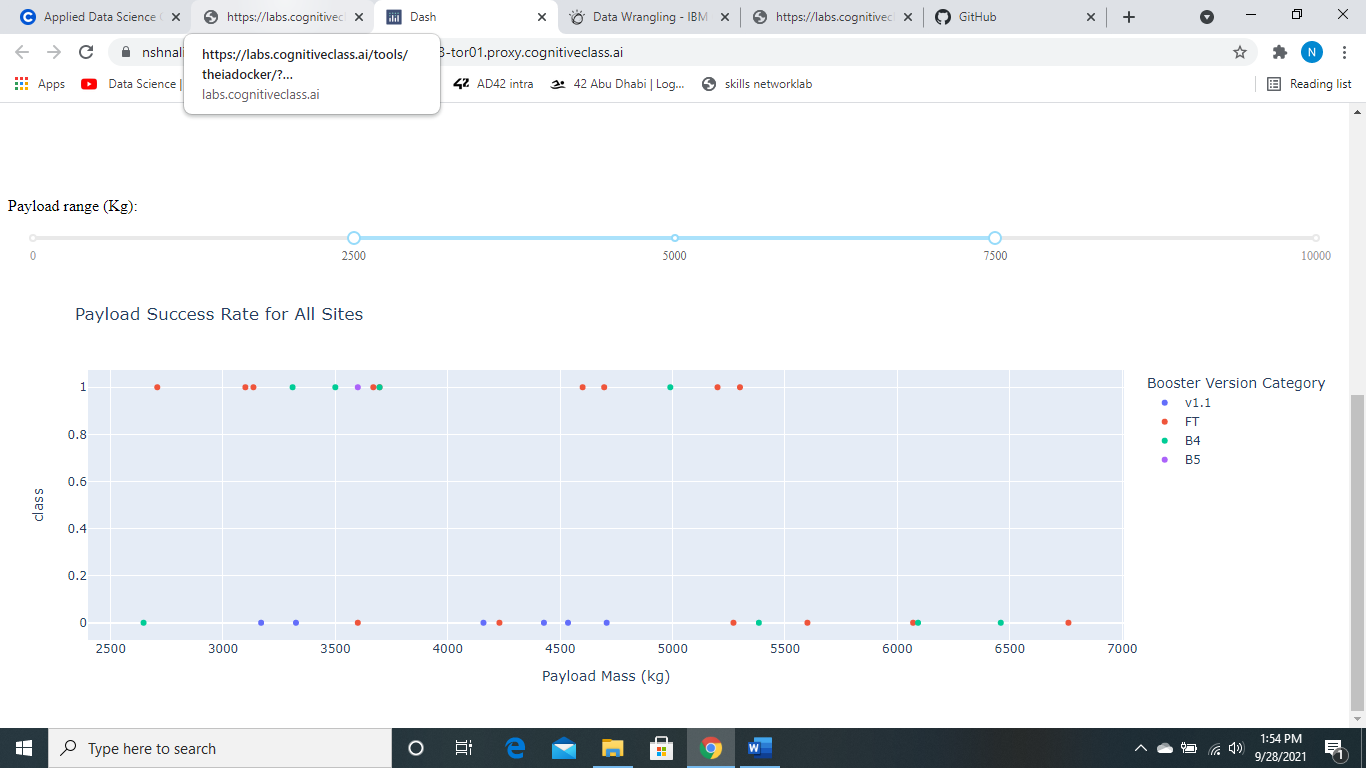 Applied Data Science C
https://labs.cognitivec
Dash
Data Wrangling - IBM
https://labs.cognitivec
GitHub
nshnali
3-tor01.proxy.cognitiveclass.ai
N
https://labs.cognitiveclass.ai/tools/
theiadocker/?...
labs.cognitiveclass.ai
Apps
Data Science |
AD42 intra
42 Abu Dhabi | Log...
skills networklab
Reading list
Payload range (Kg):
0 2500 5000 7500 10000
Payload Success Rate for All Sites
Booster Version Category
v1.1
FT
B4
B5
1
0.8
0.6
0.4
0.2
0
class
2500 3000 3500 4000 4500 5000 5500 6000 6500 7000
Payload Mass (kg)
Type here to search
1:54 PM
9/28/2021
1